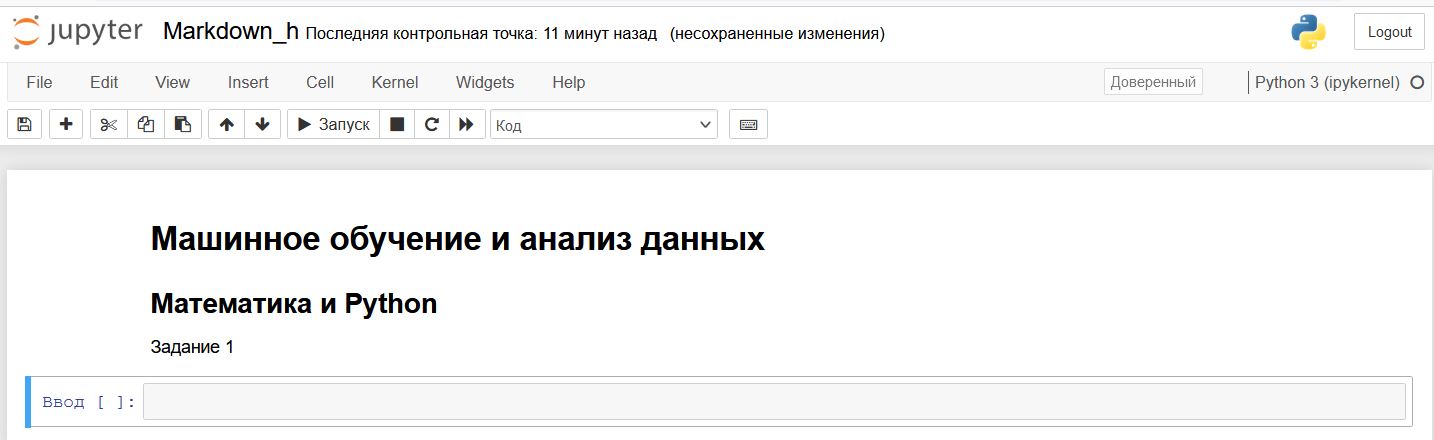 jupyter Markdown_h Последняя контрольная точка: 11 минут назад (несохраненные изменения) Logout
File Edit View Insert Cell Kernel Widgets Help Доверенный Python 3 (ipykernel)
Запуск Код
Машинное обучение и анализ данных
Математика и Python
Задание 1
Ввод [ ]: